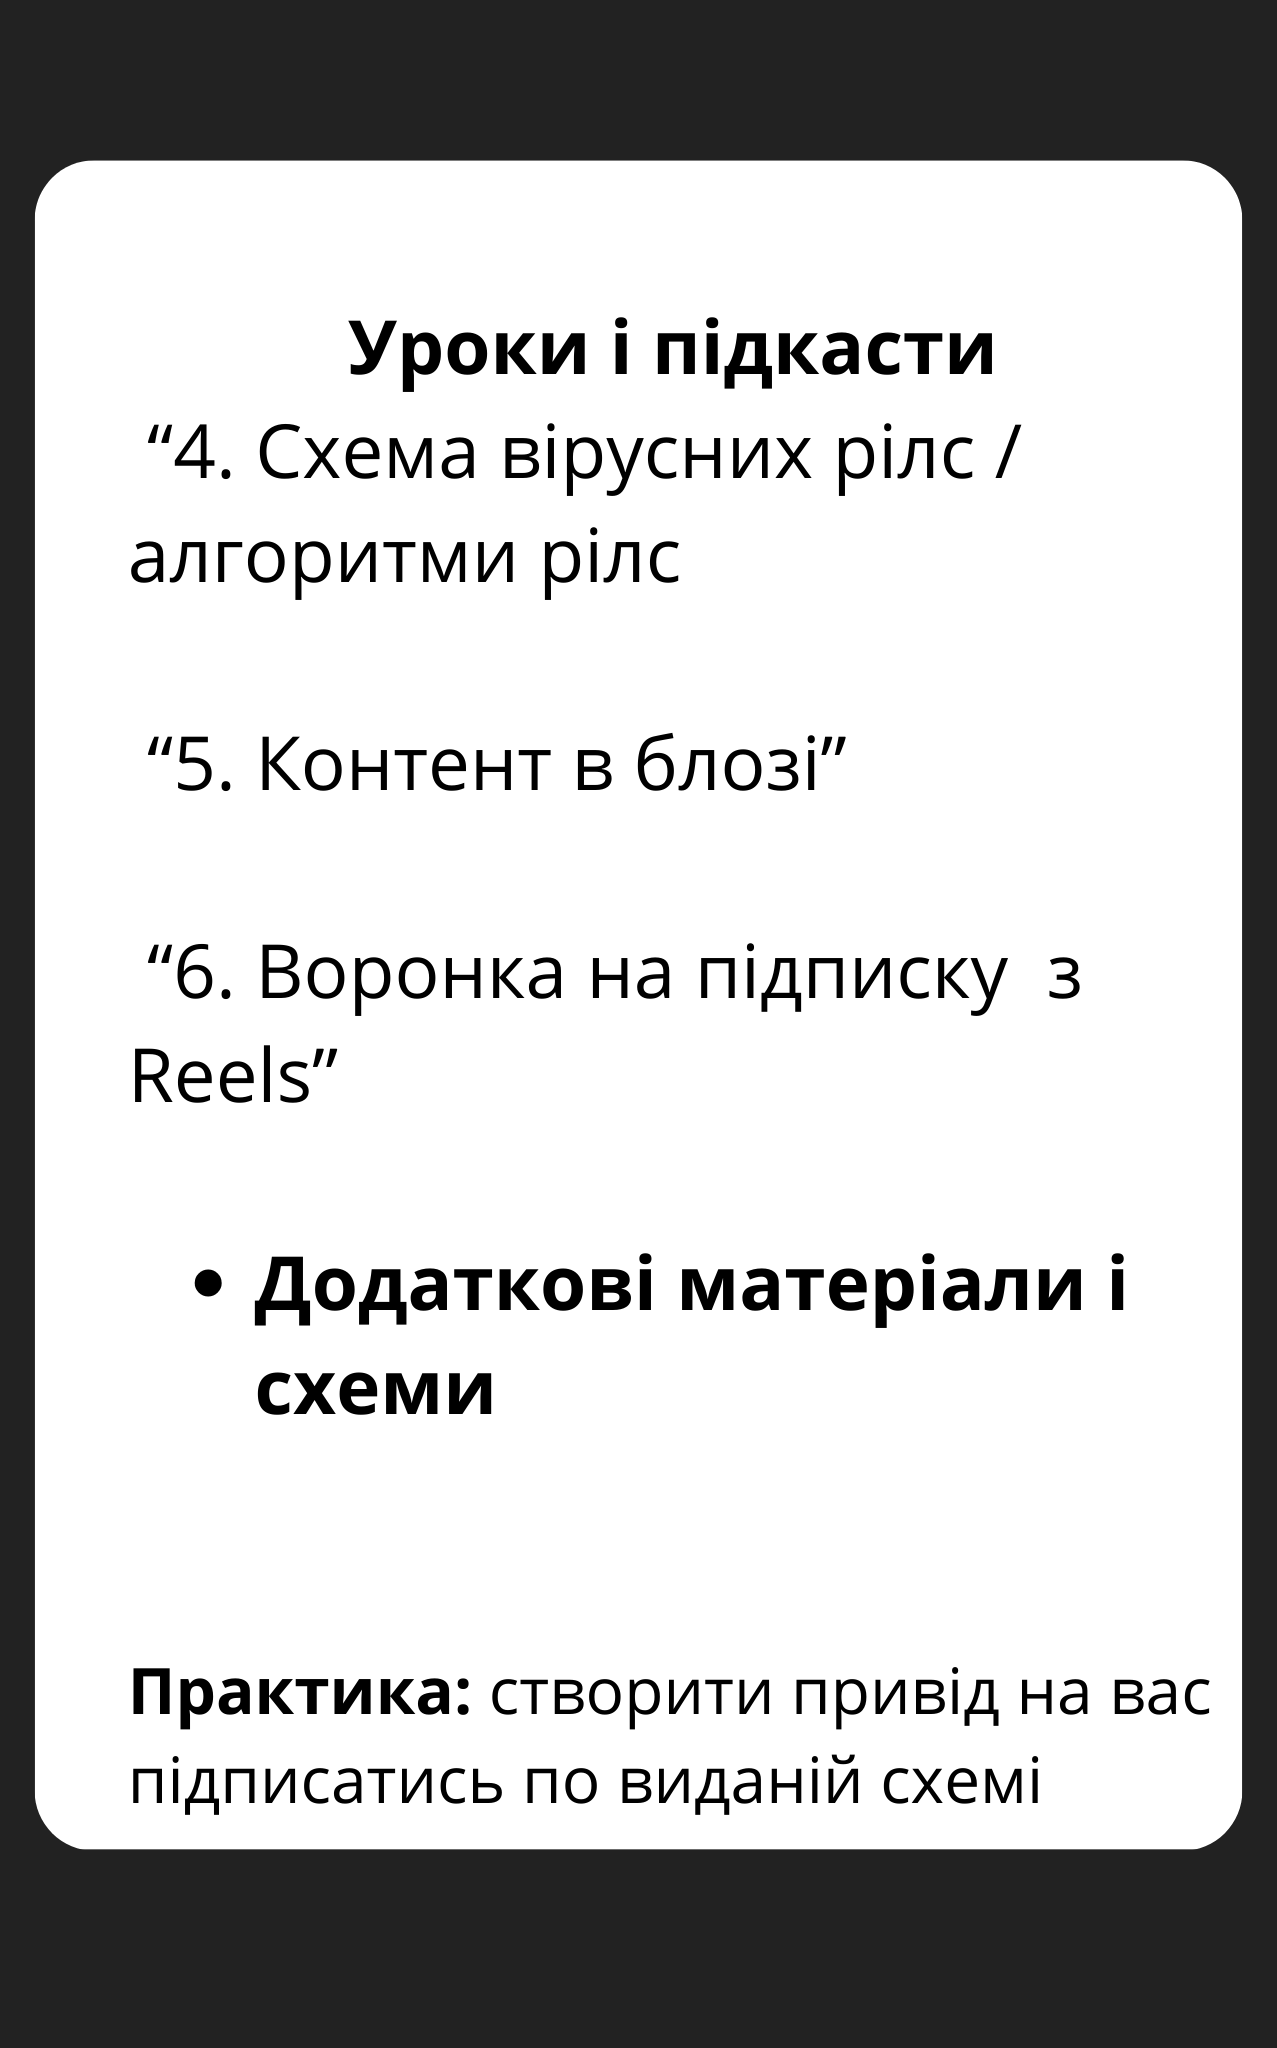 Уроки і підкасти
“4. Схема вірусних рілс /
алгоритми рілс
“5. Контент в блозі”
“6. Воронка на підписку  з
Reels”
• Додаткові матеріали і
схеми
Практика: створити привід на вас
підписатись по виданій схемі